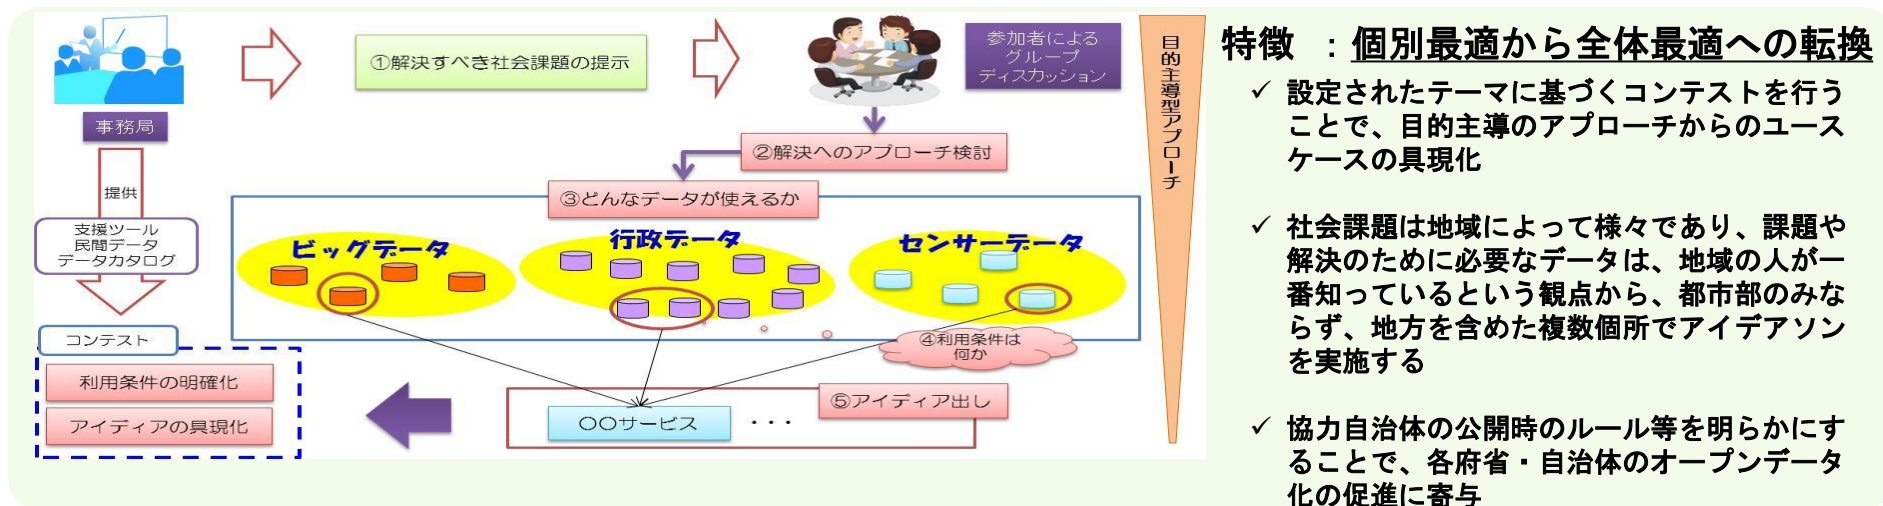 事務局
①解決すべき社会課題の提示
参加者による
グループ
ディスカッション
②解決へのアプローチ検討
③どんなデータが使えるか
提供
支援ツール
民間データ
データカタログ
ビッグデータ
行政データ
センサーデータ
④利用条件は
何か
⑤アイディア出し
〇〇サービス ・・・
コンテスト
利用条件の明確化
アイディアの具現化
目的主導型アプローチ
特徴 ：個別最適から全体最適への転換
✓ 設定されたテーマに基づくコンテストを行う
ことで、目的主導のアプローチからのユース
ケースの具現化
✓ 社会課題は地域によって様々であり、課題や
解決のために必要なデータは、地域の人が一
番知っているという観点から、都市部のみな
らず、地方を含めた複数個所でアイデアソン
を実施する
✓ 協力自治体の公開時のルール等を明らかにす
ることで、各府省・自治体のオープンデータ
化の促進に寄与